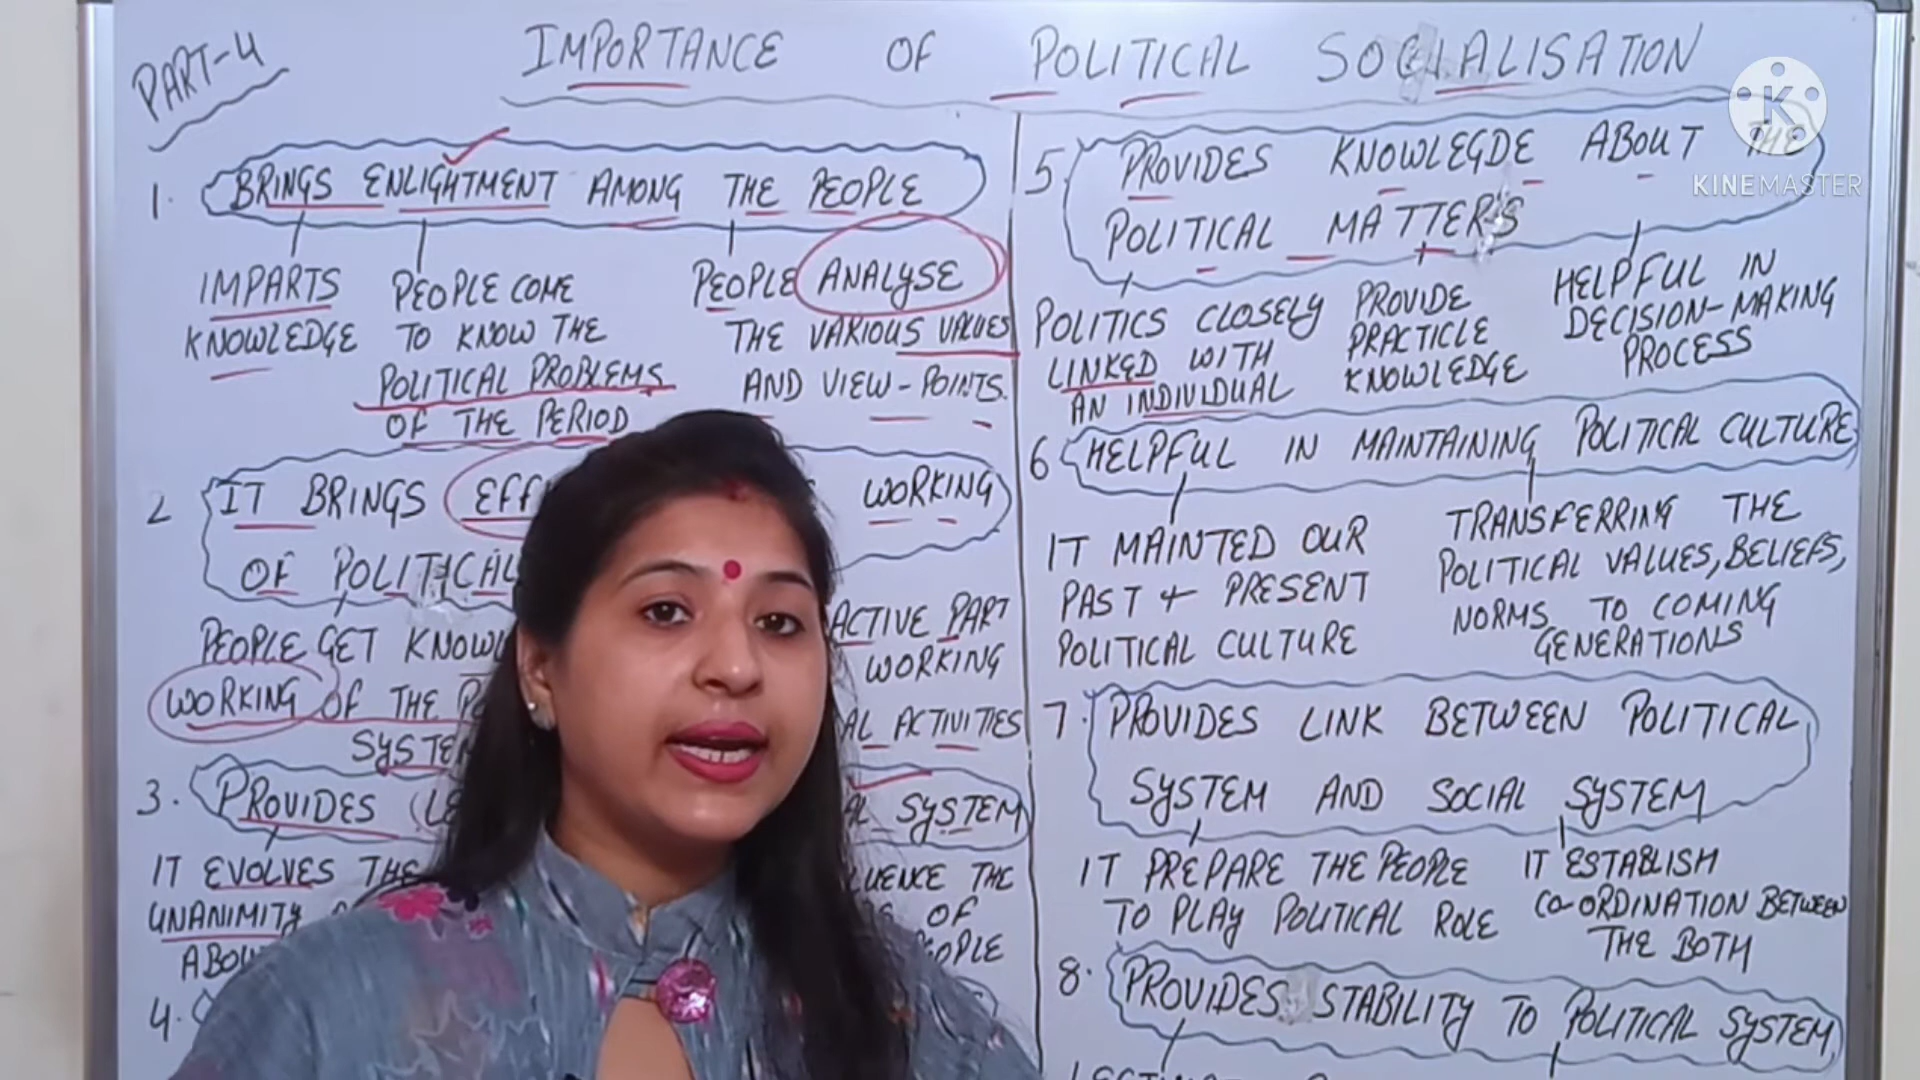 PART-4
IMPORTANCE OF POLITICAL SOCIALISATION
1. BRINGS ENLIGHTMENT AMONG THE PEOPLE
IMPARTS
KNOWLEDGE
PEOPLE COME
TO KNOW THE
POLITICAL PROBLEMS
OF THE PERIOD
PEOPLE ANALYSE
THE VARIOUS VALUES
AND VIEW-POINTS.
2 IT BRINGS WORKING
OF POLITICAL
PEOPLE GET
WORKING OF THE
ACTIVE PART
WORKING
ACTIVITIES
3. PROVIDES SYSTEM
IT EVOLVES THE
UNANIMITY
THE
OF
4.
5. PROVIDES KNOWLEGDE ABOUT THE
POLITICAL MATTERS
POLITICS CLOSELY
LINKED WITH
AN INDIVIDUAL
PROVIDE
PRACTICLE
KNOWLEDGE
HELPFUL IN
DECISION-MAKING
PROCESS
6 HELPFUL IN MAINTAINING POLITICAL CULTURE
IT MAINTED OUR
PAST + PRESENT
POLITICAL CULTURE
TRANSFERRING THE
POLITICAL VALUES, BELIEFS,
NORMS TO COMING
GENERATIONS
7. PROVIDES LINK BETWEEN POLITICAL
SYSTEM AND SOCIAL SYSTEM
IT PREPARE THE PEOPLE
TO PLAY POLITICAL ROLE
IT ESTABLISH
CO-ORDINATION BETWEEN
THE BOTH
8. PROVIDES STABILITY TO POLITICAL SYSTEM
K
KINEMASTER